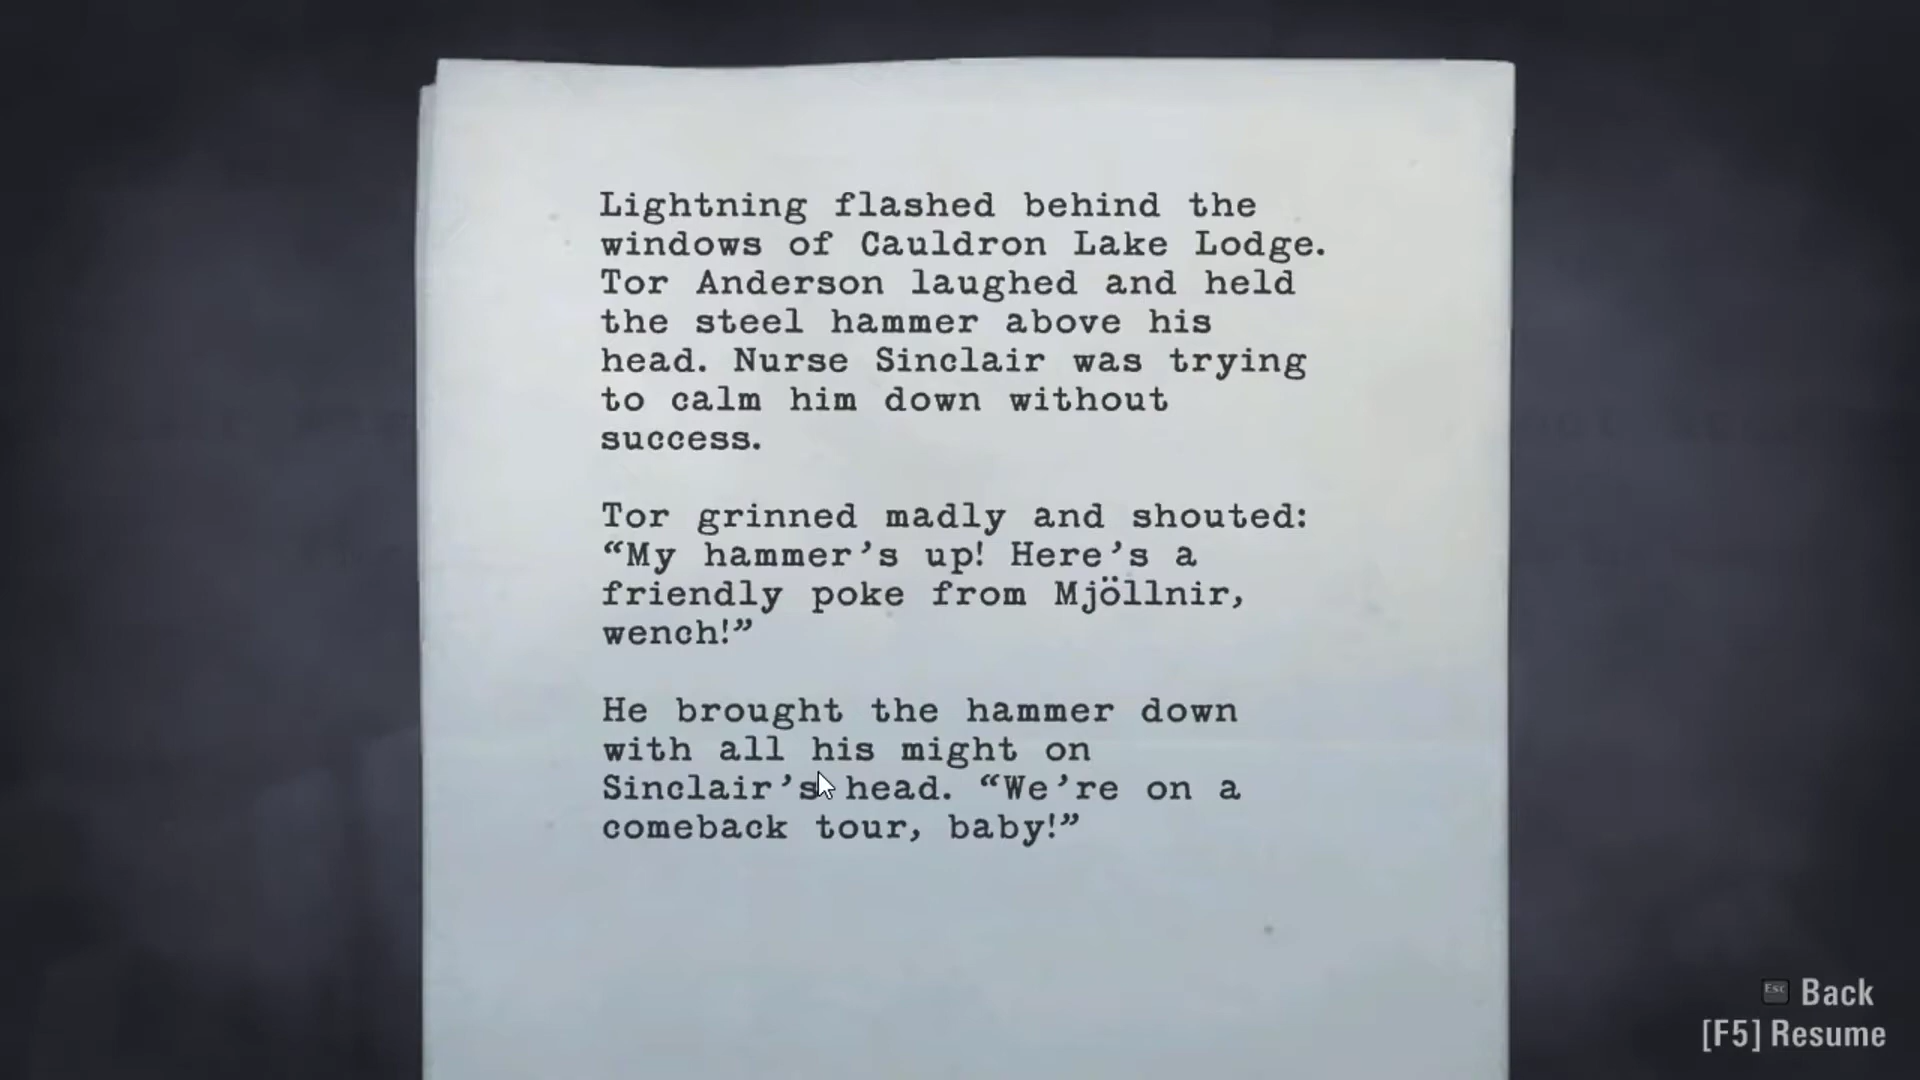 Lightning flashed behind the
windows of Cauldron Lake Lodge.
Tor Anderson laughed and held
the steel hammer above his
head. Nurse Sinclair was trying
to calm him down without
success.
Tor grinned madly and shouted:
“My hammer’s up! Here’s a
friendly poke from Mjöllnir,
wench!”
He brought the hammer down
with all his might on
Sinclair’s head. “We’re on a
comeback tour, baby!”
Esc Back
[F5] Resume